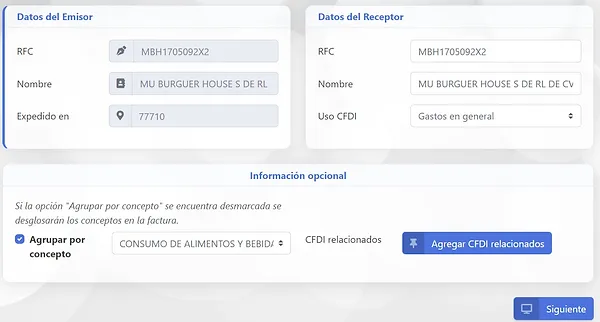 Datos del Emisor
RFC
MBH1705092X2
Nombre
MU BURGUER HOUSE S DE RL
Expedido en
77710
Datos del Receptor
RFC
MBH1705092X2
Nombre
MU BURGUER HOUSE S DE RL DE CV
Uso CFDI
Gastos en general
Información opcional
Si la opción "Agrupar por concepto" se encuentra desmarcada se
desglosarán los conceptos en la factura.
Agrupar por
concepto
CONSUMO DE ALIMENTOS Y BEBIDA
CFDI relacionados
Agregar CFDI relacionados
Siguiente